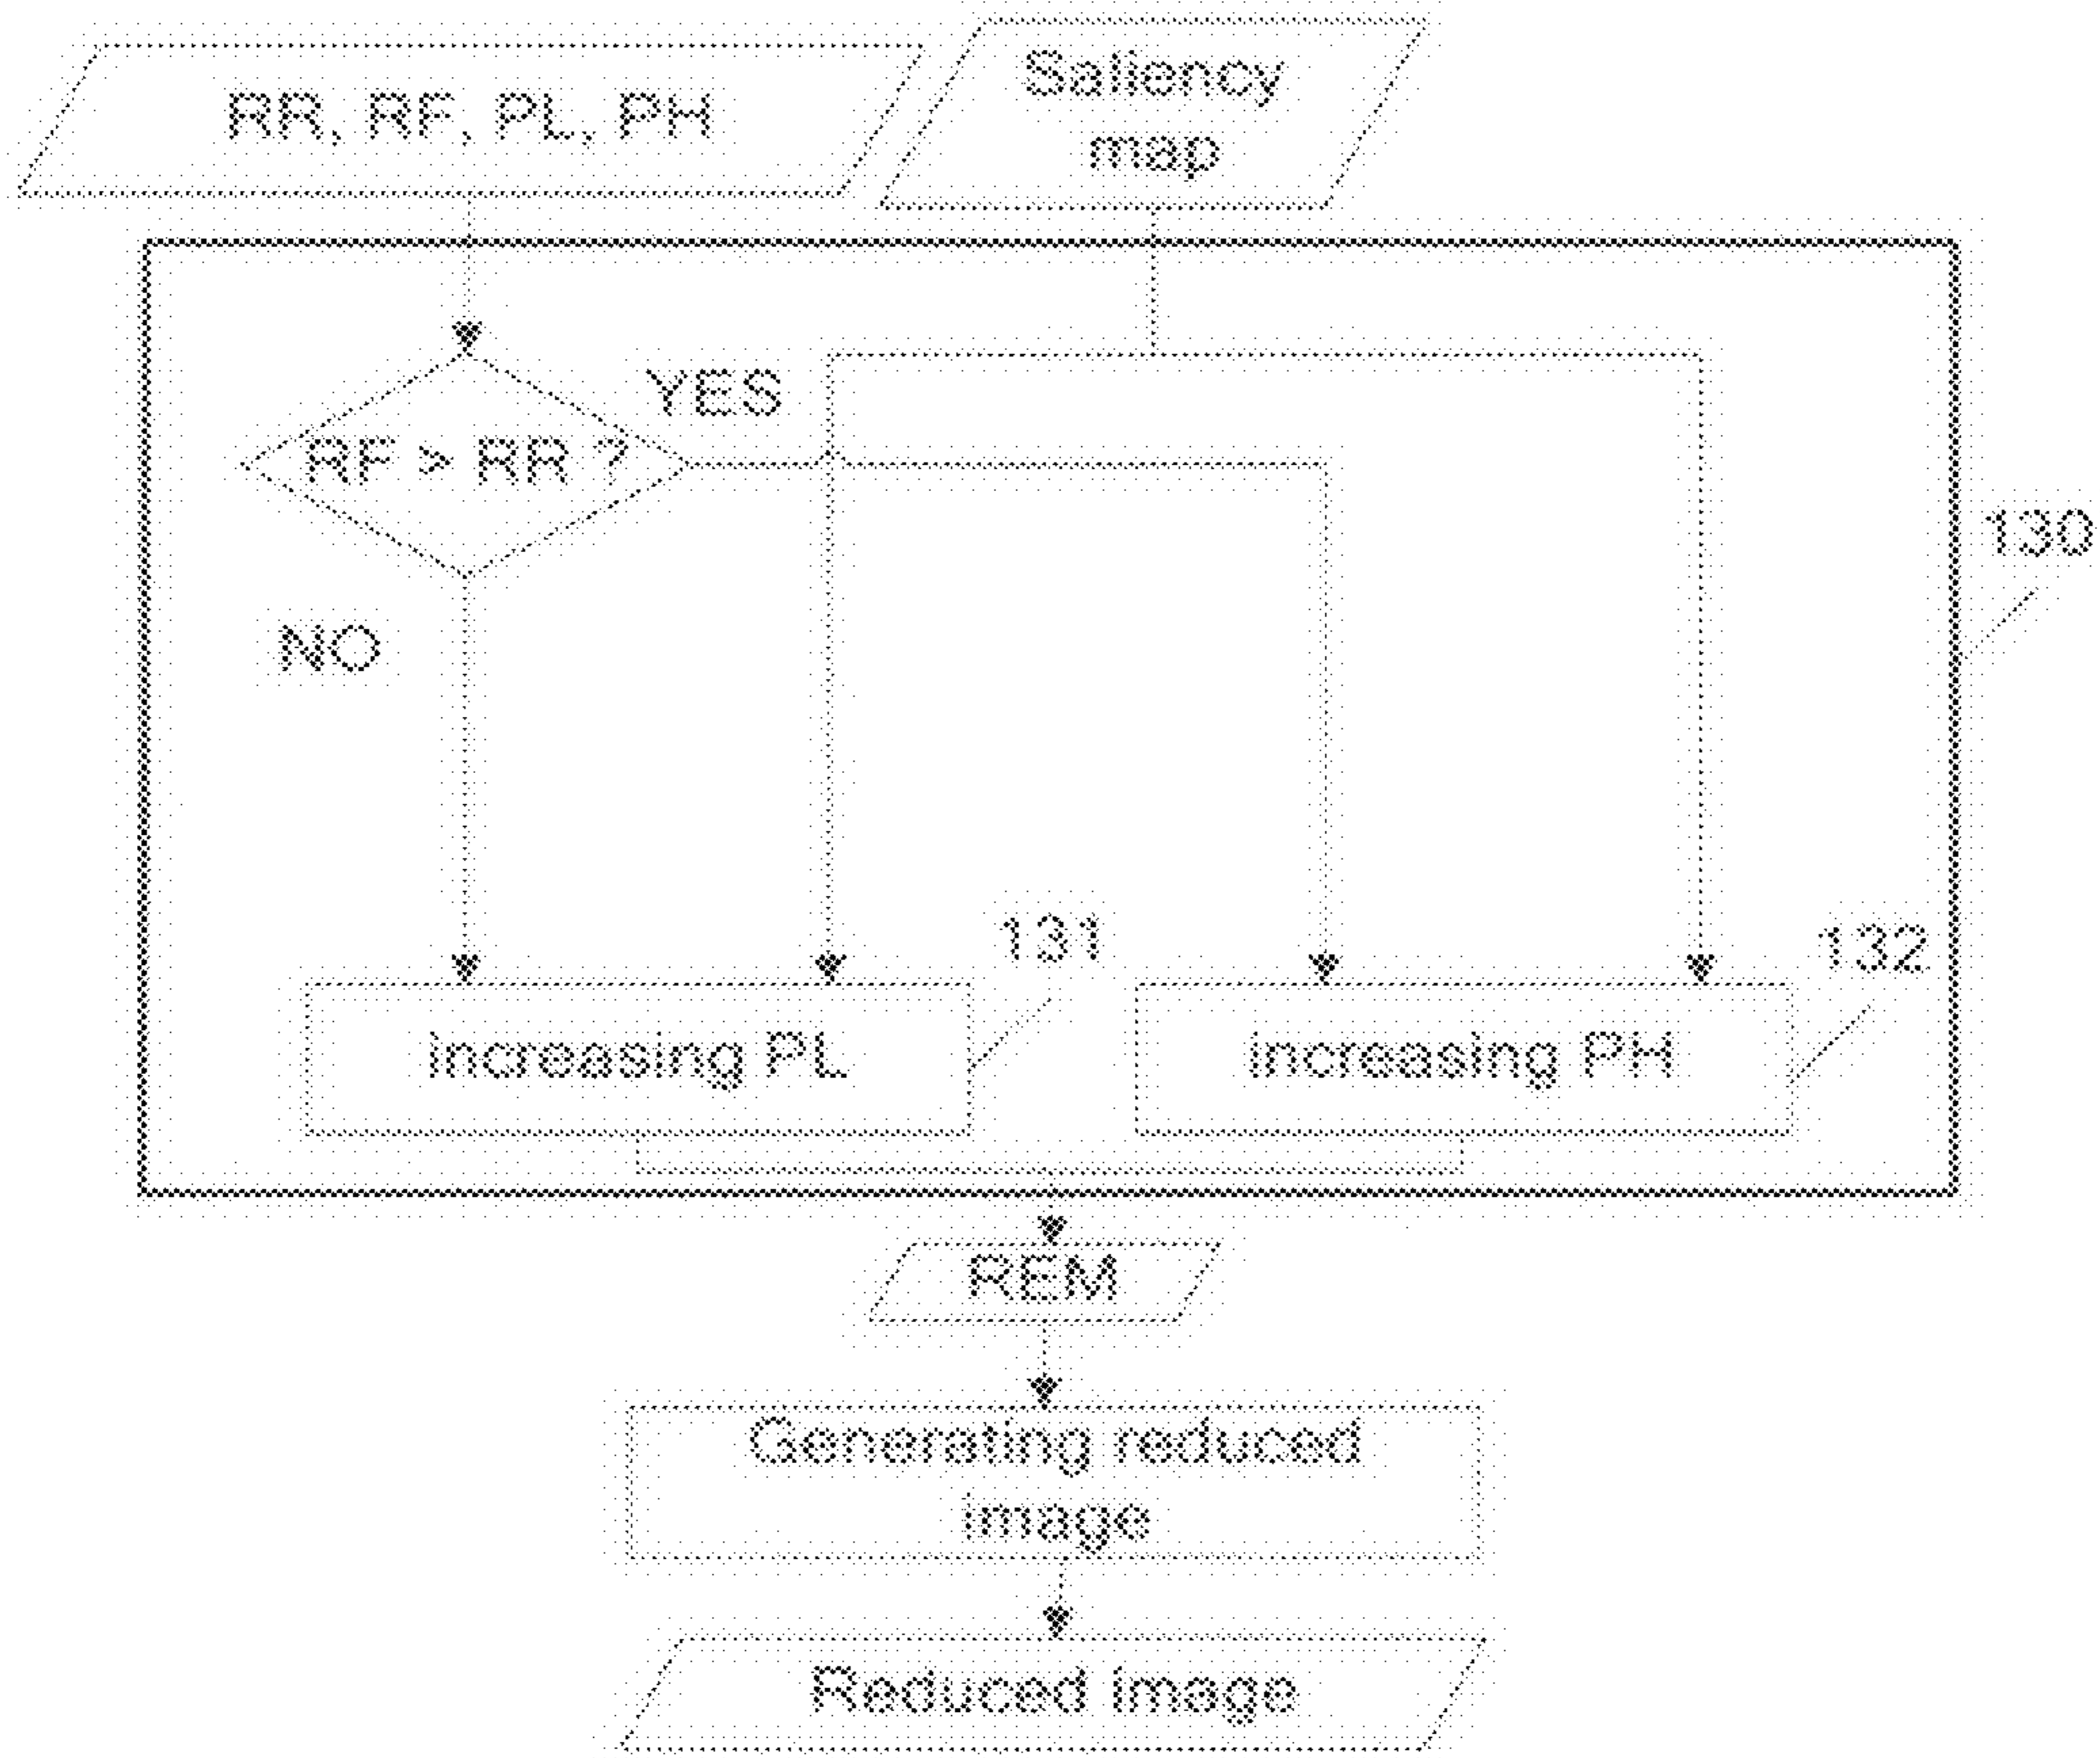 RR, RF, PL, PH
Saliency
map
YES
RF > RR ?
130
NO
131
132
increasing PL
increasing PH
REM
Generating reduced
image
Reduced image